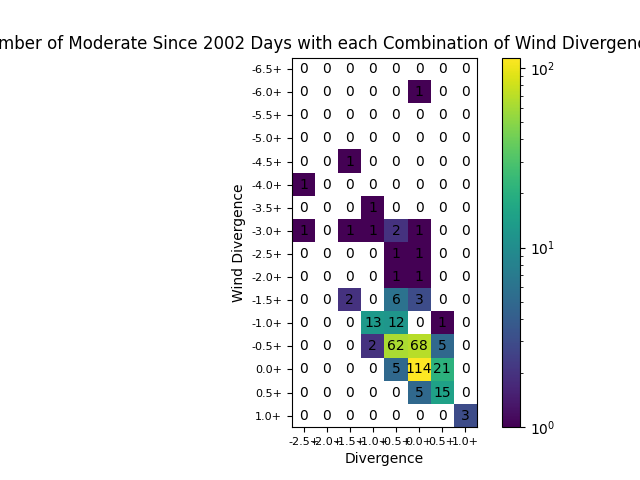 mber of Moderate Since 2002 Days with each Combination of Wind Divergenc
-6.5+ 0 0 0 0 0 0 0 0
-6.0+ 0 0 0 0 0 1 0 0
-5.5+ 0 0 0 0 0 0 0 0
-5.0+ 0 0 0 0 0 0 0 0
-4.5+ 0 0 1 0 0 0 0 0
-4.0+ 1 0 0 0 0 0 0 0
-3.5+ 0 0 0 1 0 0 0 0
-3.0+ 1 0 1 1 2 1 0 0
-2.5+ 0 0 0 0 1 1 0 0
-2.0+ 0 0 0 0 1 1 0 0
-1.5+ 0 0 2 0 6 3 0 0
-1.0+ 0 0 0 13 12 0 1 0
-0.5+ 0 0 0 2 62 68 5 0
0.0+ 0 0 0 0 5 114 21 0
0.5+ 0 0 0 0 0 5 15 0
1.0+ 0 0 0 0 0 0 0 3
-2.5+ -2.0+ -1.5+ -1.0+ -0.5+ 0.0+ 0.5+ 1.0+
Divergence
Wind Divergence
10²
10¹
10⁰